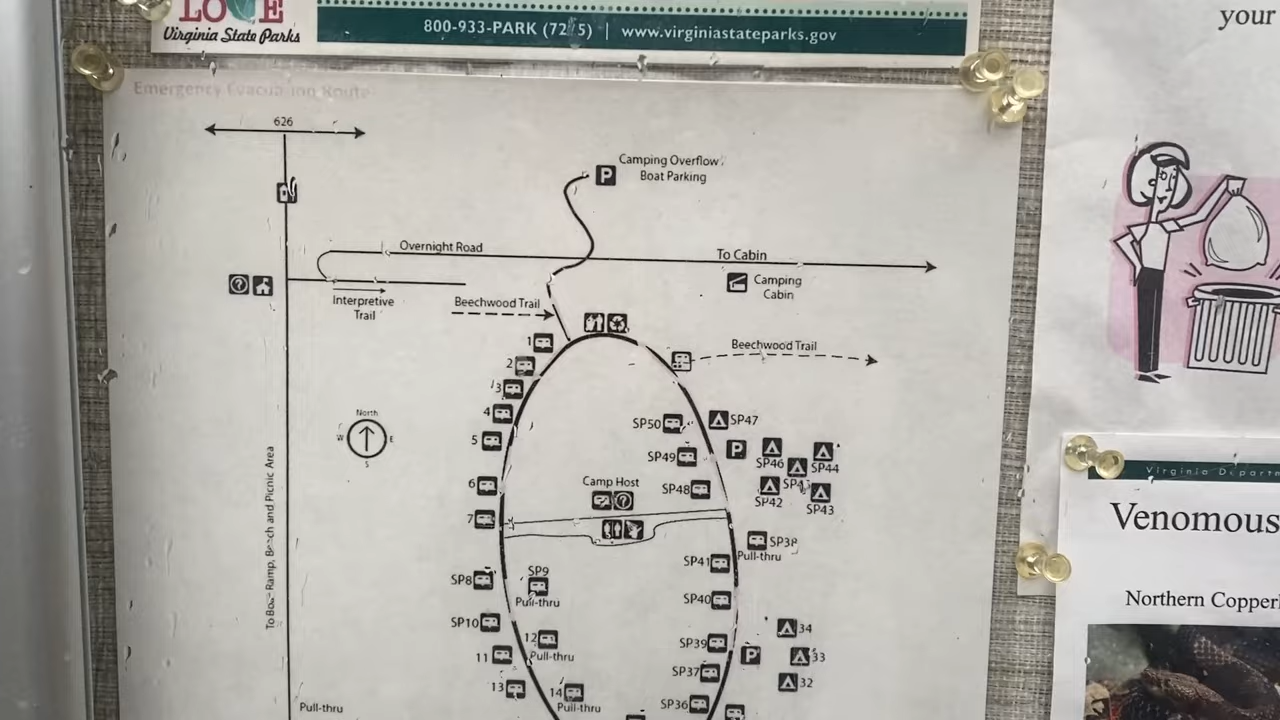 LOVE
Virginia State Parks
800-933-PARK (7275) | www.virginiastateparks.gov
your
Emergency Evacuation Route
626
Camping Overflow
Boat Parking
P
Overnight Road
To Cabin
Camping
Cabin
Interpretive
Trail
Beechwood Trail
Beechwood Trail
1
2
3
4
5
6
7
North
W
E
S
SP50
SP47
SP49
P
SP46
SP44
SP48
SP42
SP43
Camp Host
SP38
Pull-thru
SP41
SP8
SP9
Pull-thru
SP40
SP10
12
Pull-thru
11
SP39
P
34
33
32
SP37
13
14
Pull-thru
SP36
Pull-thru
To Boat Ramp, Beach and Picnic Area
Virginia Departm
Venomous
Northern Copperh